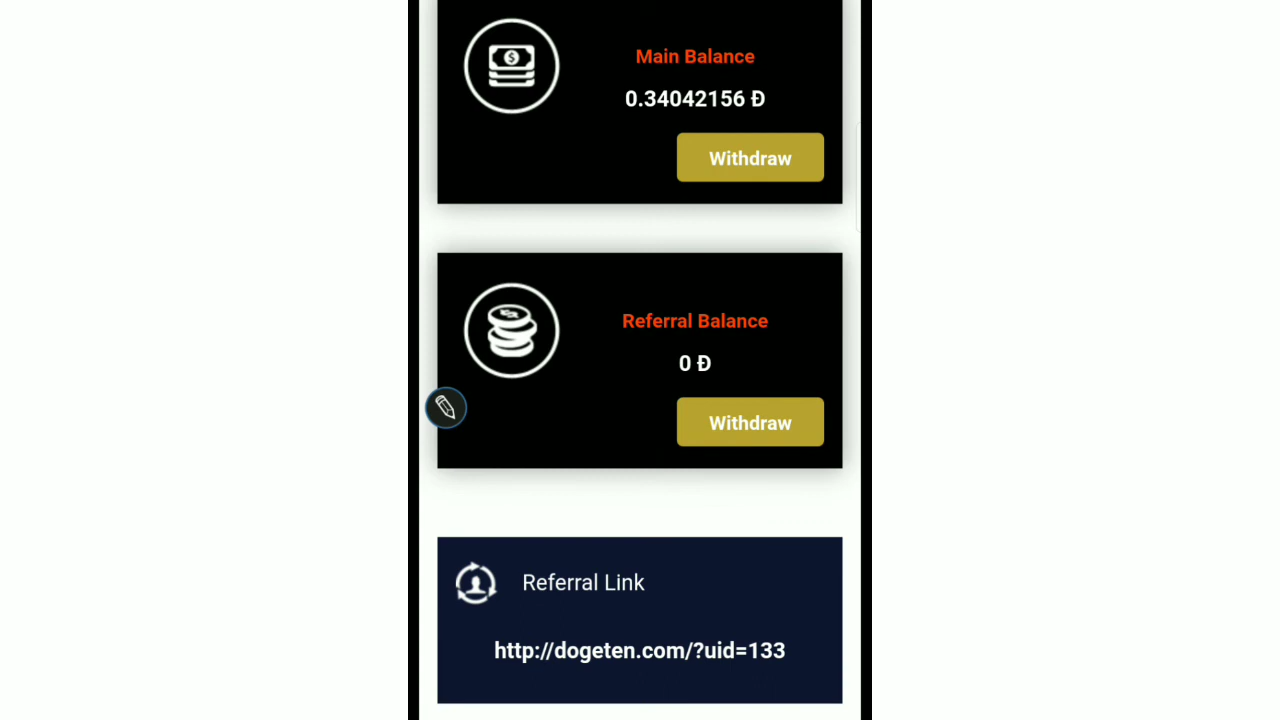 Main Balance
0.34042156 Đ
Withdraw
Referral Balance
0 Đ
Withdraw
Referral Link
http://dogeten.com/?uid=133